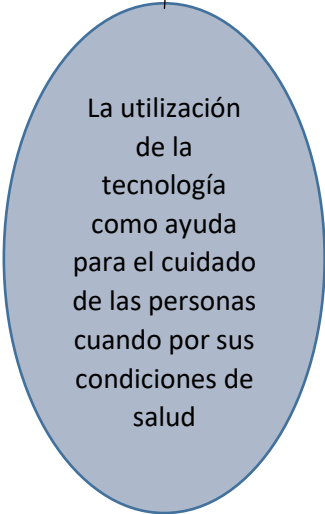 La utilización
de la
tecnología
como ayuda
para el cuidado
de las personas
cuando por sus
condiciones de
salud